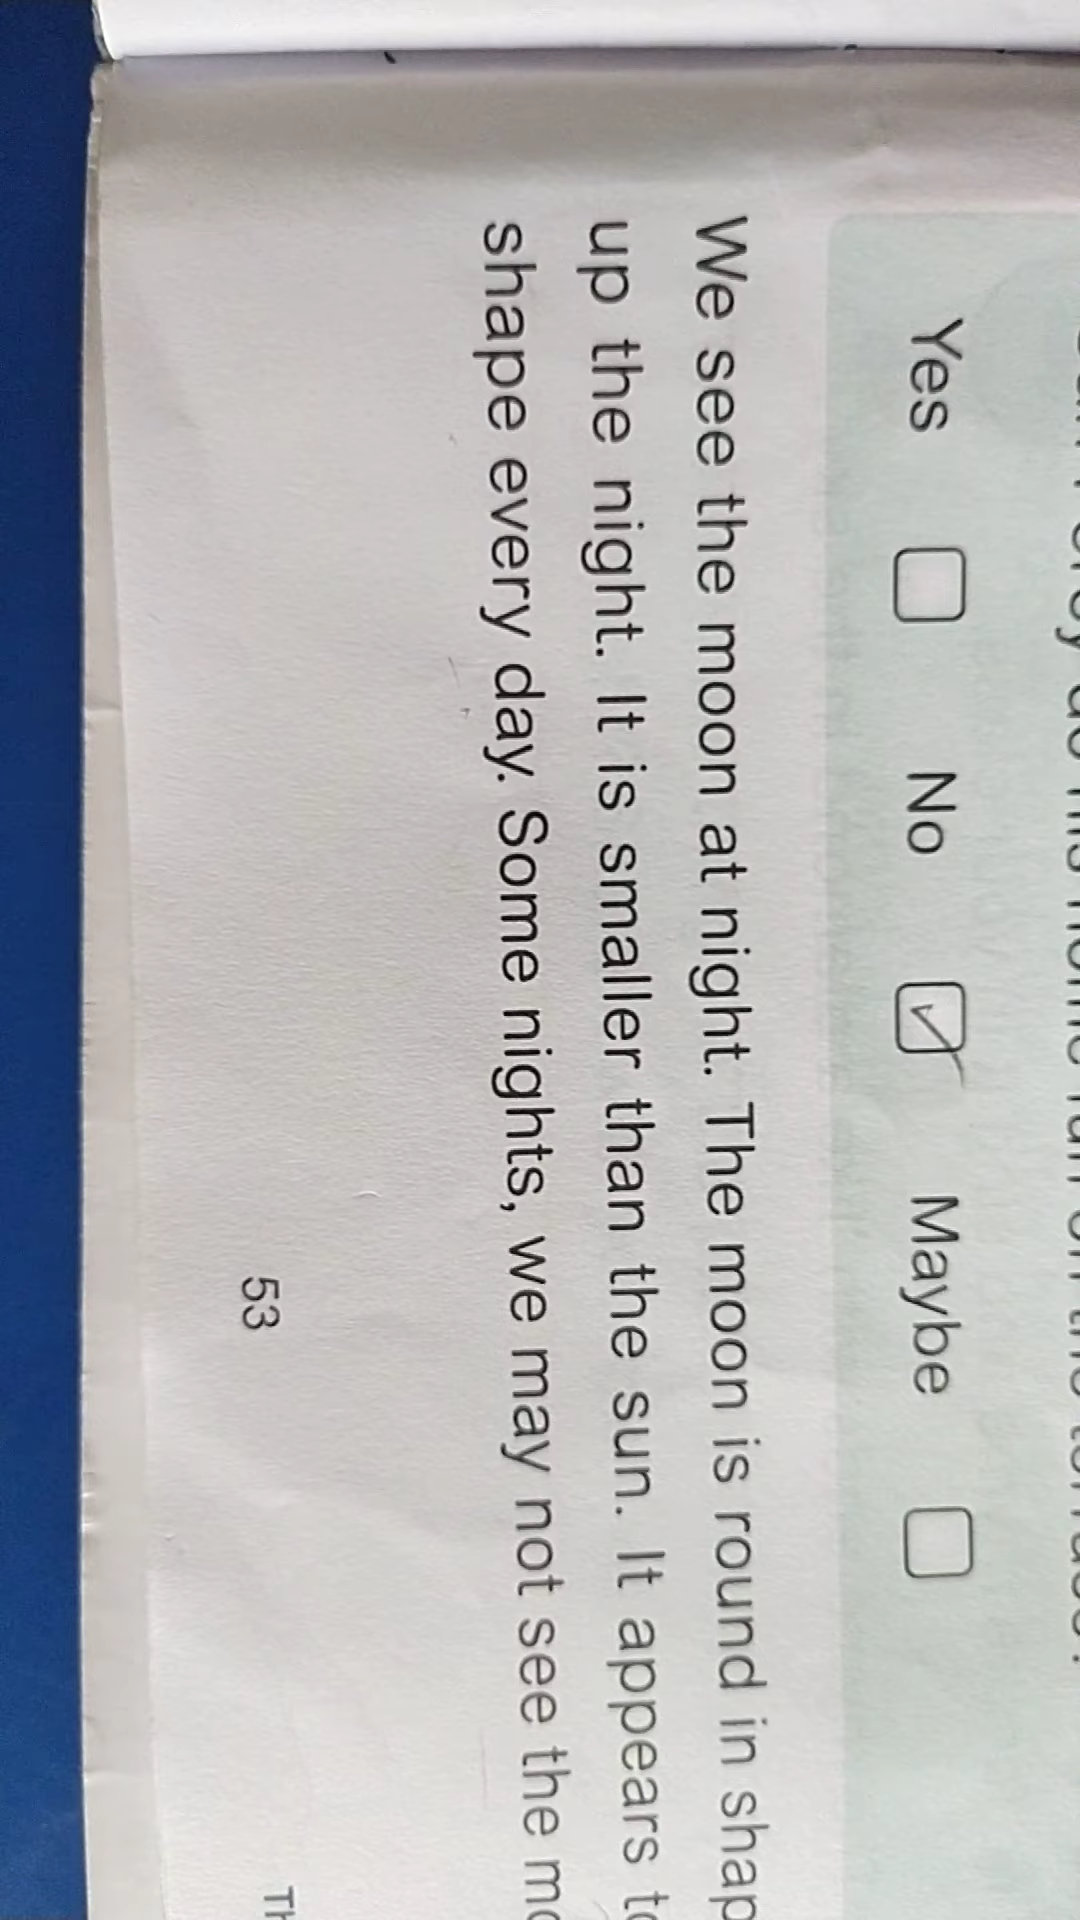 Yes No Maybe
We see the moon at night. The moon is round in
up the night. It is smaller than the sun. It appears
shape every day. Some nights, we may not see the
53